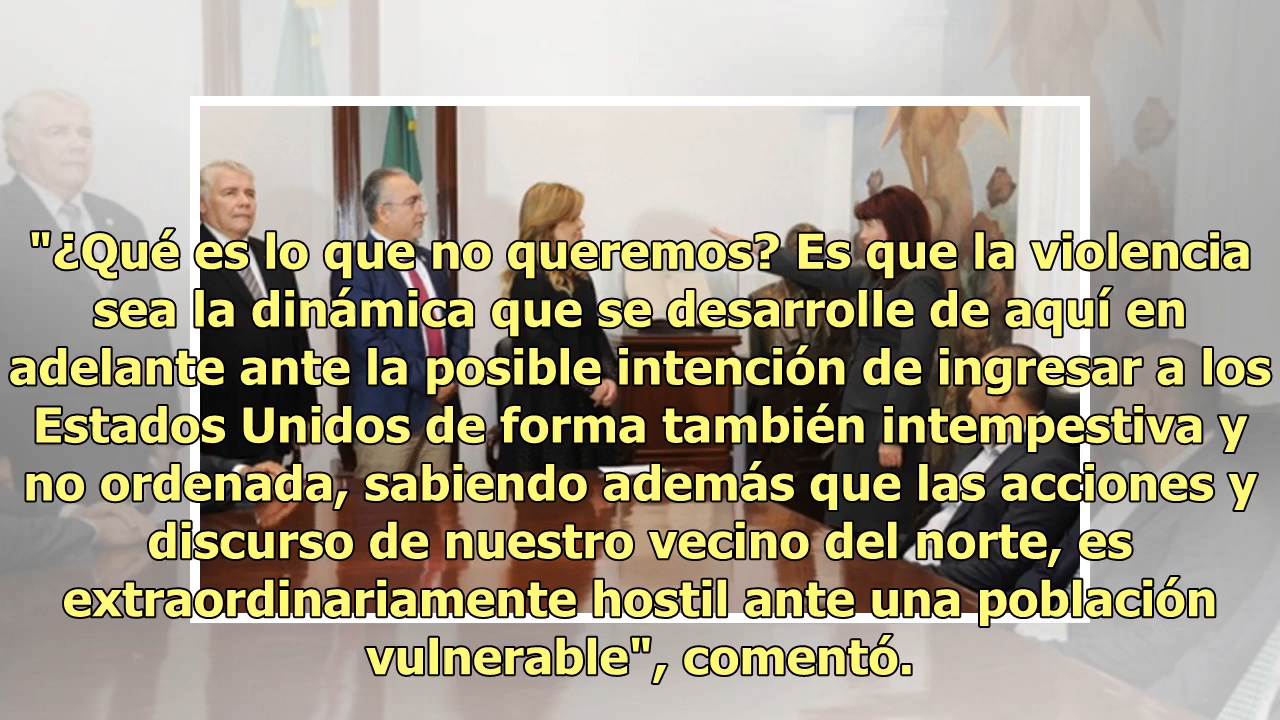 "¿Qué es lo que no queremos? Es que la violencia
sea la dinámica que se desarrolle de aquí en
adelante ante la posible intención de ingresar a los
Estados Unidos de forma también intempestiva y
no ordenada, sabiendo además que las acciones y
discurso de nuestro vecino del norte, es
extraordinariamente hostil ante una población
vulnerable", comentó.